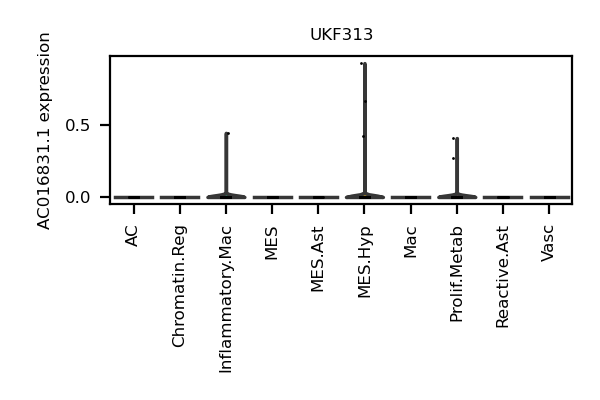 UKF313
AC016831.1 expression
0.5
0.0
AC
Chromatin.Reg
Inflammatory.Mac
MES
MES.Ast
MES.Hyp
Mac
Prolif.Metab
Reactive.Ast
Vasc